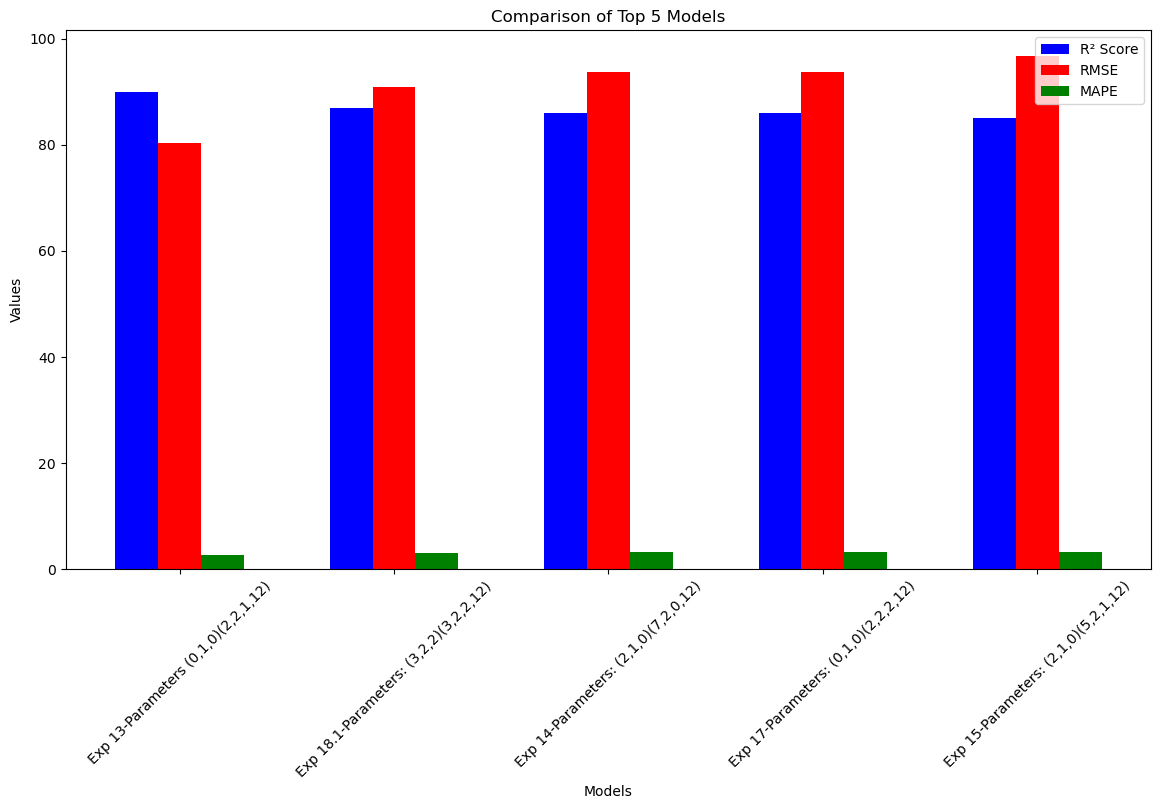 Comparison of Top 5 Models
R² Score
RMSE
MAPE
Values
100
80
60
40
20
0
Exp 13-Parameters (0,1,0)(2,2,1,12)
Exp 18.1-Parameters: (3,2,2)(3,2,2,12)
Exp 14-Parameters: (2,1,0)(7,2,0,12)
Exp 17-Parameters: (0,1,0)(2,2,2,12)
Exp 15-Parameters: (2,1,0)(5,2,1,12)
Models